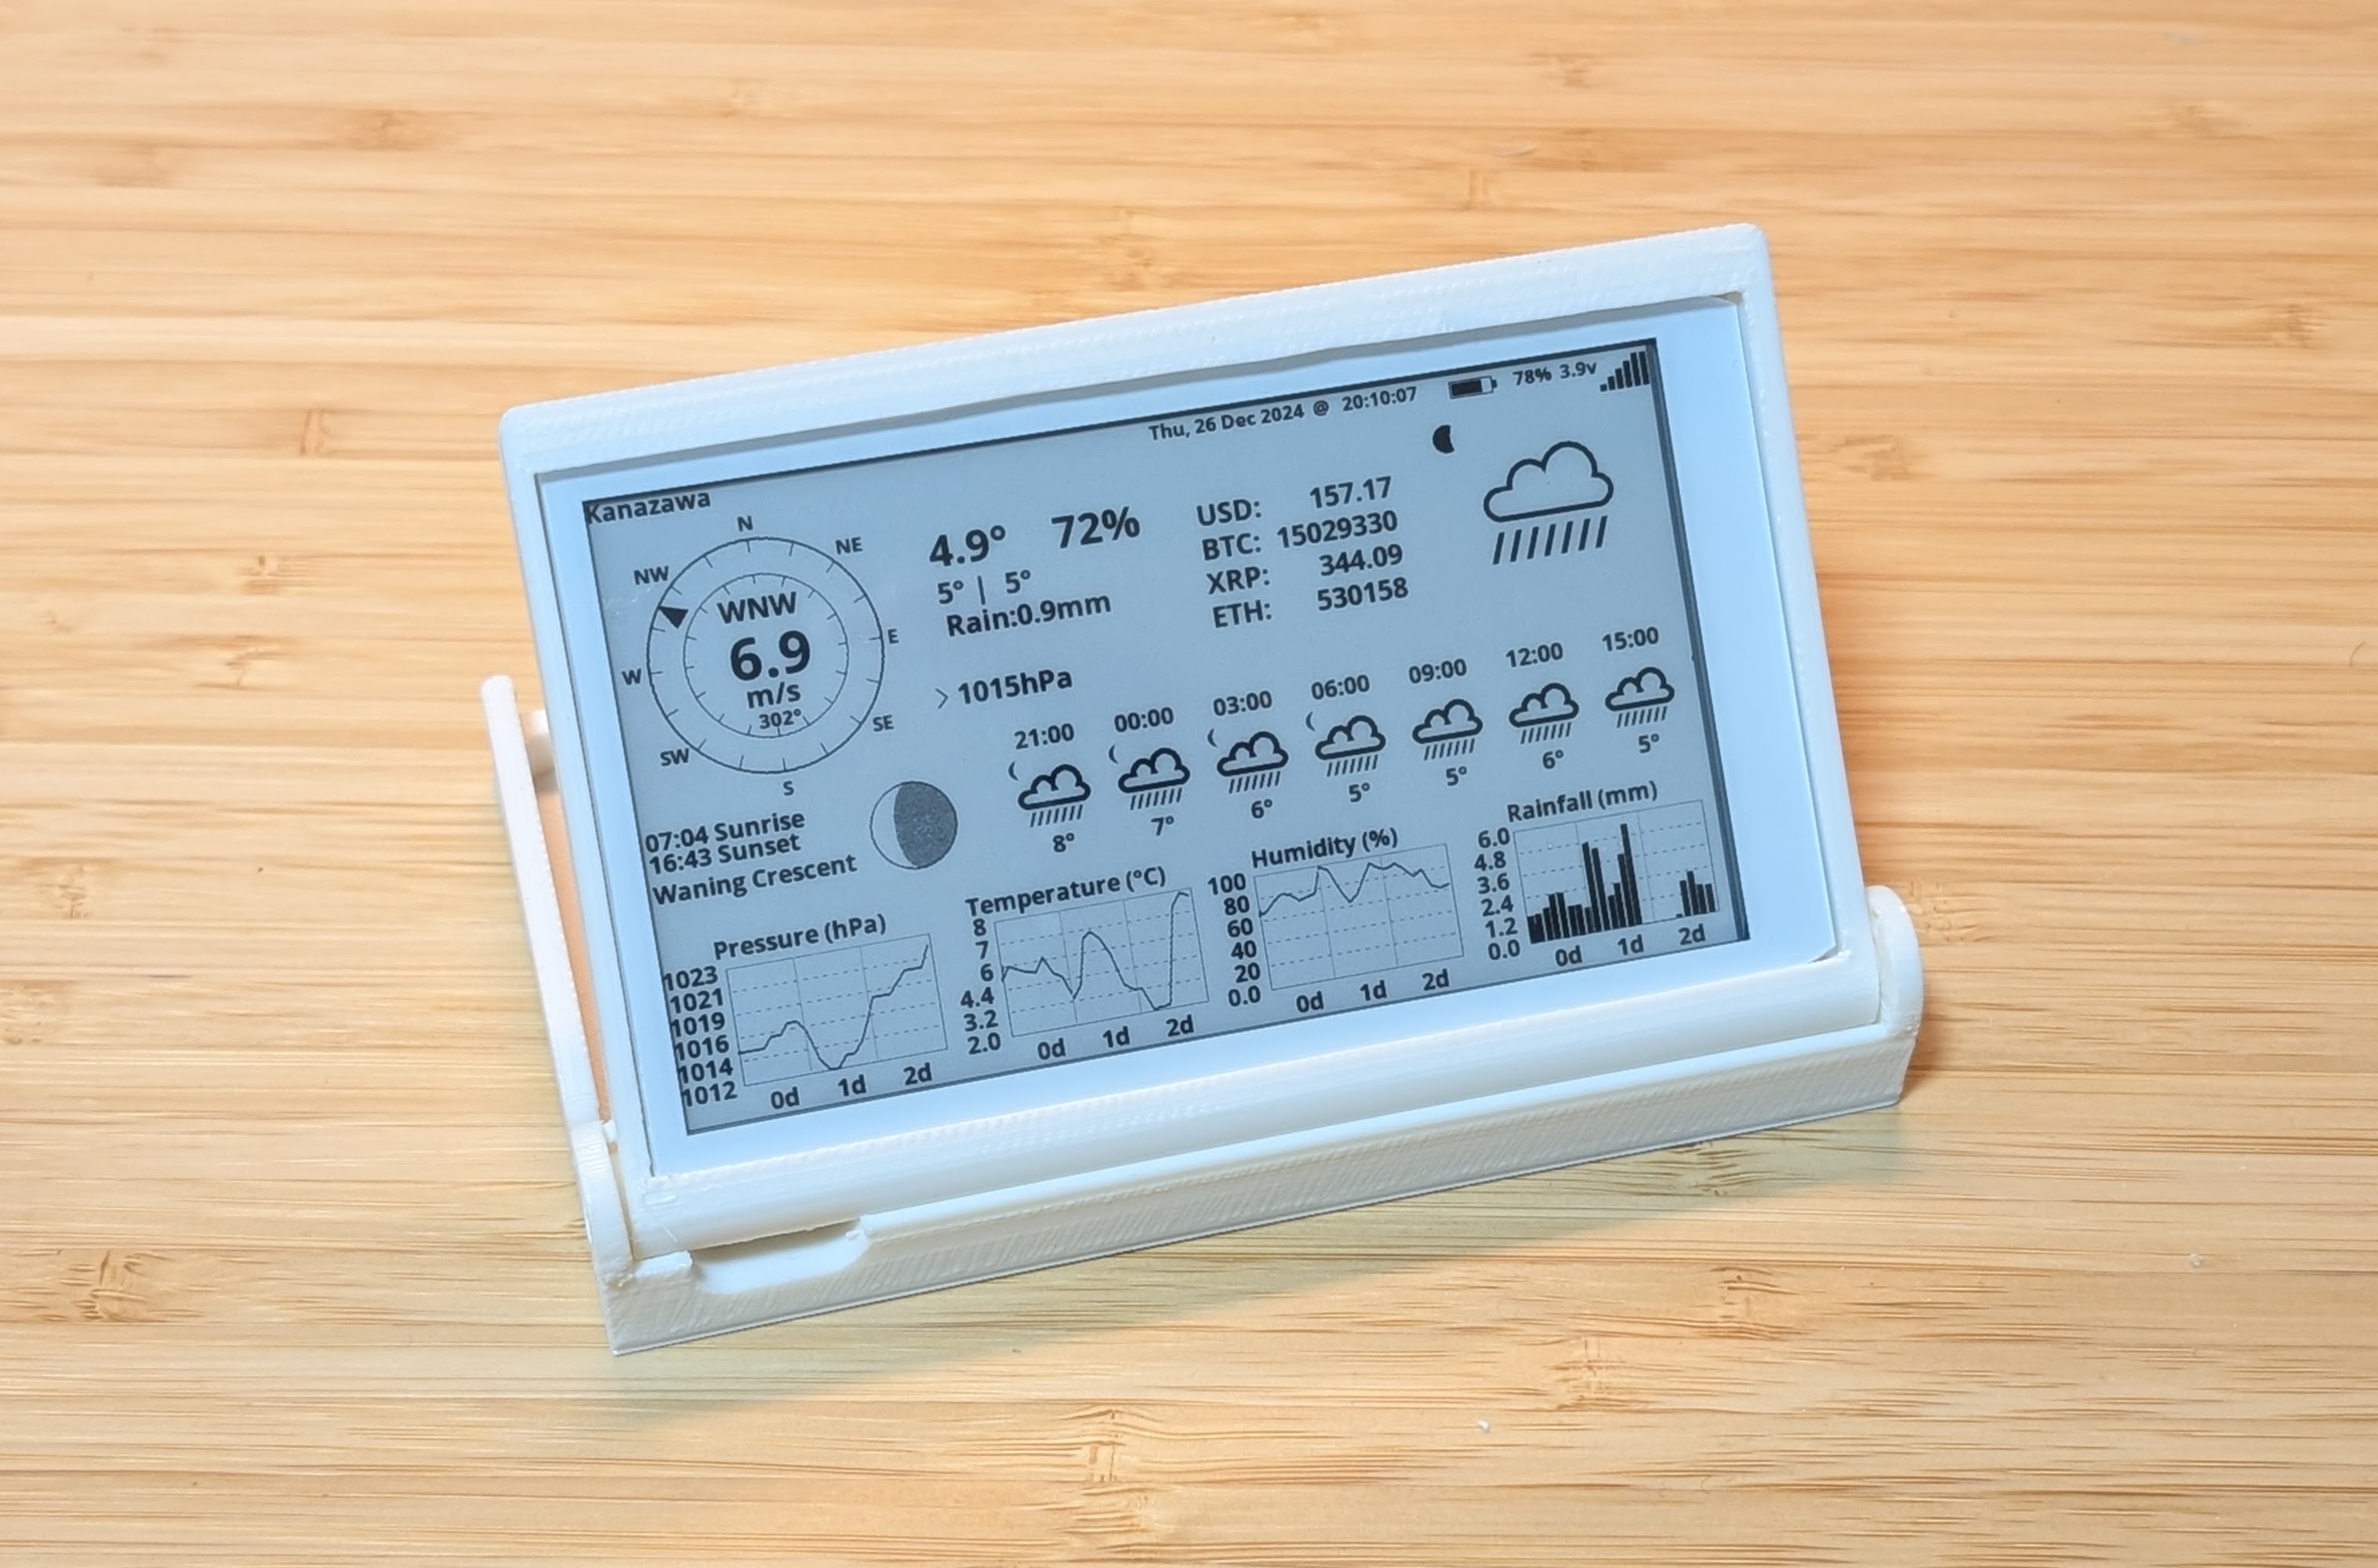 Thu, 26 Dec 2024 @ 20:10:07 78% 3.9v
Kanazawa
N
NE
E
SE
S
SW
W
NW
WNW
6.9
m/s
302°
4.9° 72%
5° | 5°
Rain:0.9mm
> 1015hPa
USD: 157.17
BTC: 15029330
XRP: 344.09
ETH: 530158
21:00 00:00 03:00 06:00 09:00 12:00 15:00
8° 7° 6° 5° 5° 6° 5°
07:04 Sunrise
16:43 Sunset
Waning Crescent
Pressure (hPa)
1023
1021
1019
1016
1014
1012
0d 1d 2d
Temperature (°C)
8
7
6
4.4
3.2
2.0
0d 1d 2d
Humidity (%)
100
80
60
40
20
0.0
0d 1d 2d
Rainfall (mm)
6.0
4.8
3.6
2.4
1.2
0.0
0d 1d 2d